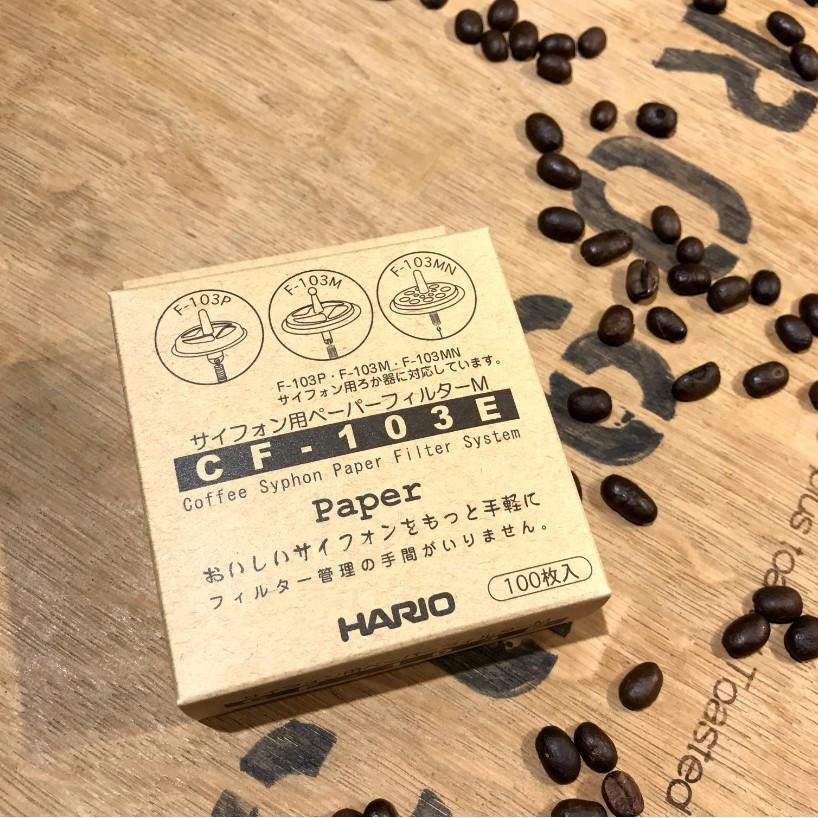 F-103P
F-103M
F-103MN
F-103P・F-103M・F-103MN
サイフォン用ろか器に対応しています。
サイフォン用ペーパーフィルターM
CF-103E
Coffee Syphon Paper Filter System
Paper
おいしいサイフォンをもっと手軽に
フィルター管理の手間がいりません。
100枚入
HARIO
plus
Toasted